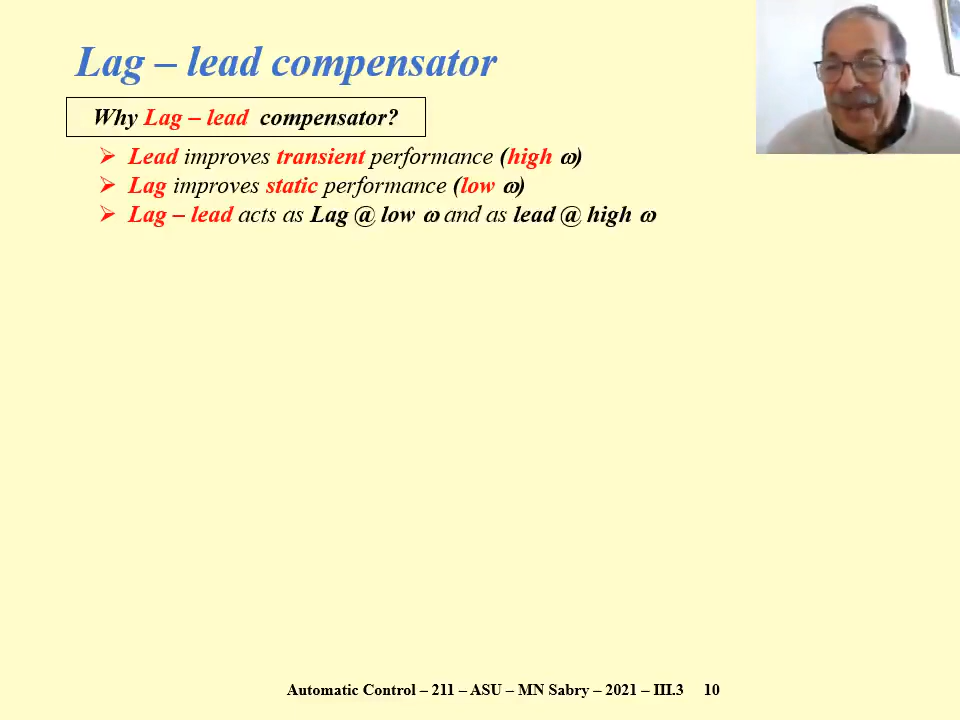 Lag – lead compensator
Why Lag – lead compensator?
➢ Lead improves transient performance (high ω)
➢ Lag improves static performance (low ω)
➢ Lag – lead acts as Lag @ low ω and as lead @ high ω
Automatic Control – 211 – ASU – MN Sabry – 2021 – III.3 10